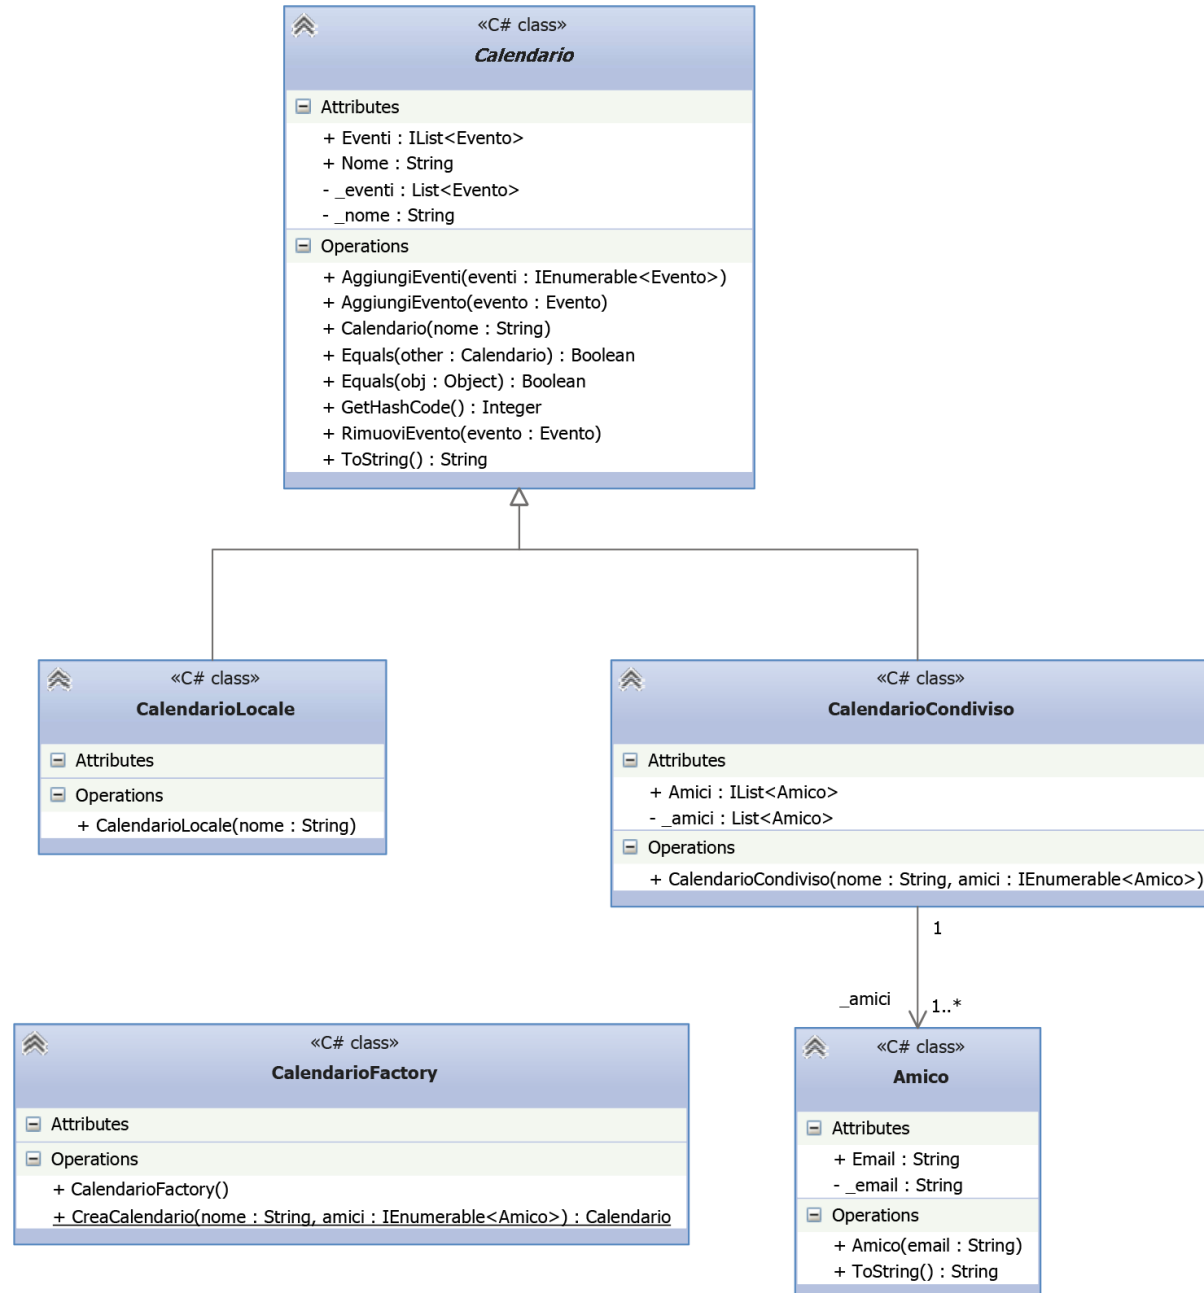 «C# class»
Calendario
Attributes
+ Eventi : IList<Evento>
+ Nome : String
- _eventi : List<Evento>
- _nome : String
Operations
+ AggiungiEventi(eventi : IEnumerable<Evento>)
+ AggiungiEvento(evento : Evento)
+ Calendario(nome : String)
+ Equals(other : Calendario) : Boolean
+ Equals(obj : Object) : Boolean
+ GetHashCode() : Integer
+ RimuoviEvento(evento : Evento)
+ ToString() : String
«C# class»
CalendarioLocale
Attributes
Operations
+ CalendarioLocale(nome : String)
«C# class»
CalendarioCondiviso
Attributes
+ Amici : IList<Amico>
- _amici : List<Amico>
Operations
+ CalendarioCondiviso(nome : String, amici : IEnumerable<Amico>)
1
_amici
1..*
«C# class»
CalendarioFactory
Attributes
Operations
+ CalendarioFactory()
+ CreaCalendario(nome : String, amici : IEnumerable<Amico>) : Calendario
«C# class»
Amico
Attributes
+ Email : String
- _email : String
Operations
+ Amico(email : String)
+ ToString() : String